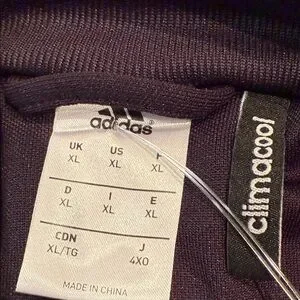 adidas
UK US F
XL XL XL
D I E
XL XL XL
CDN J
XL/TG 4XO
MADE IN CHINA
climacool